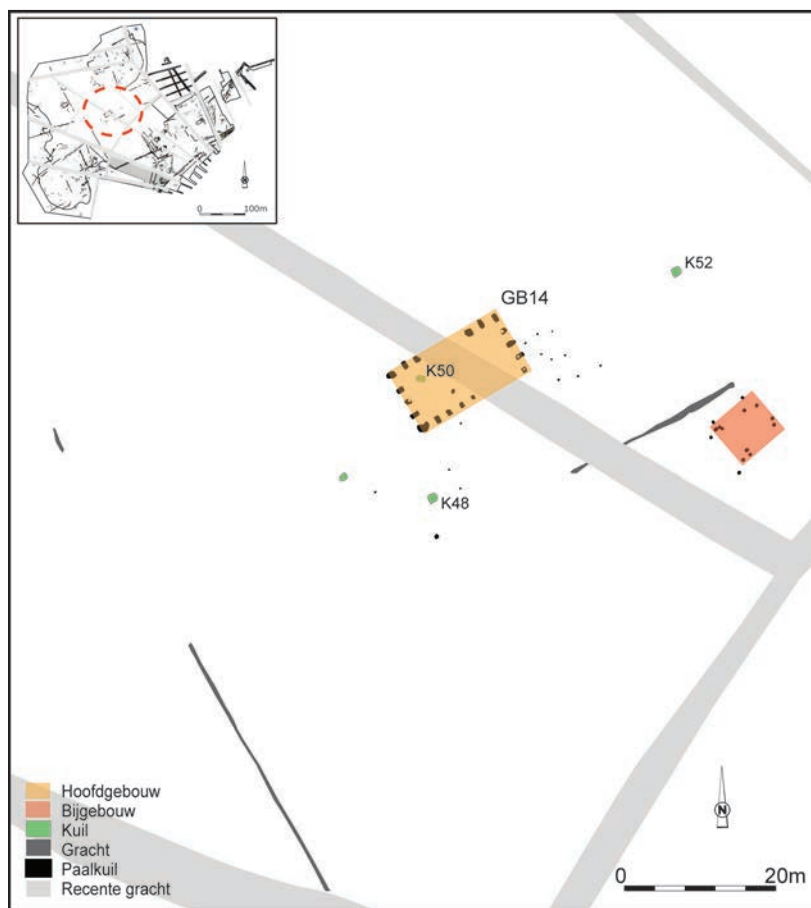 N
0 100m
K52
GB14
K50
K48
Hoofdgebouw
Bijgebouw
Kuil
Gracht
Paalkuil
Recente gracht
N
0 20m